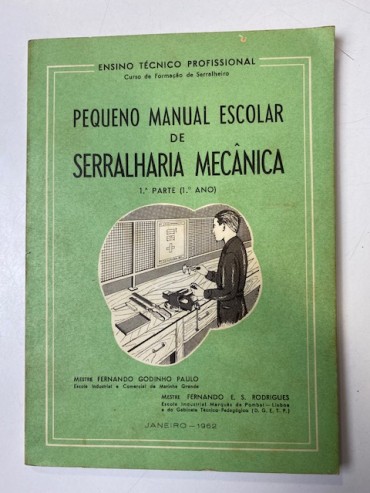 ENSINO TÉCNICO PROFISSIONAL
Curso de Formação de Serralheiro
PEQUENO MANUAL ESCOLAR
DE
SERRALHARIA MECÂNICA
1.ª PARTE (1.º ANO)
MESTRE FERNANDO GODINHO PAULO
Escola Industrial e Comercial da Marinha Grande
MESTRE FERNANDO E. S. RODRIGUES
Escola Industrial Marquês de Pombal — Lisboa
e do Gabinete Técnico-Pedagógico (D. G. E. T. P.)
JANEIRO — 1962